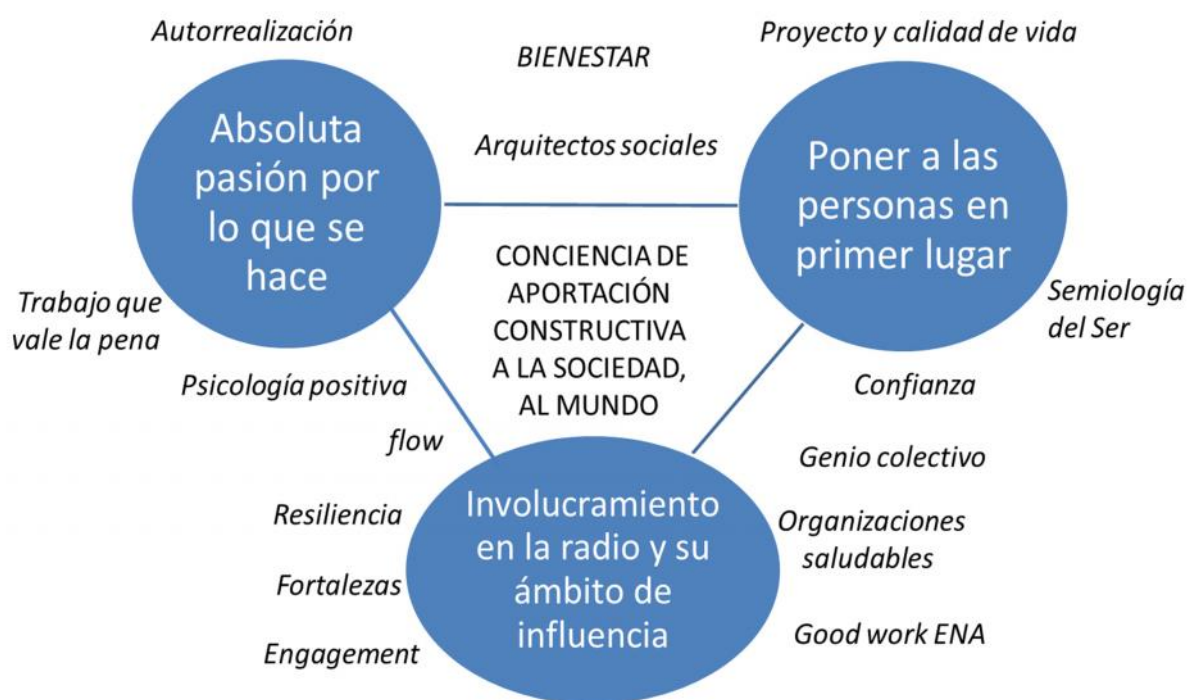 Autorrealización
BIENESTAR
Proyecto y calidad de vida
Absoluta
pasión por
lo que se
hace
Arquitectos sociales
Poner a las
personas en
primer lugar
CONCIENCIA DE
APORTACIÓN
CONSTRUCTIVA
A LA SOCIEDAD,
AL MUNDO
Trabajo que
vale la pena
Semiología
del Ser
Psicología positiva
Confianza
flow
Genio colectivo
Involucramiento
en la radio y su
ámbito de
influencia
Resiliencia
Organizaciones
saludables
Fortalezas
Good work ENA
Engagement